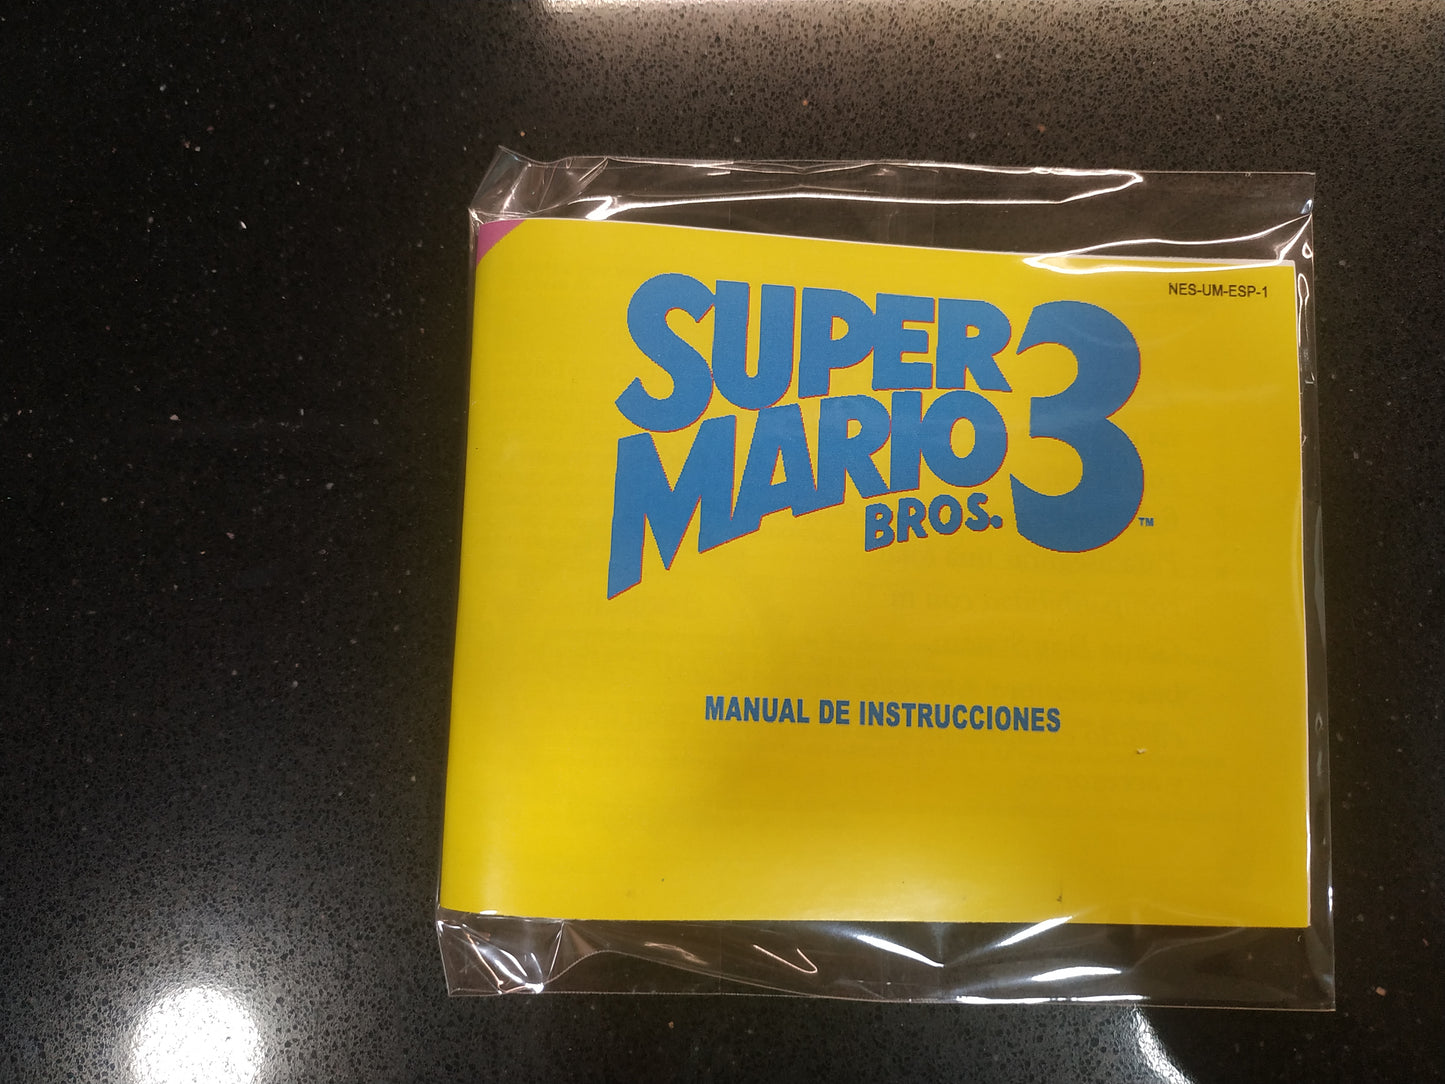 NES-UM-ESP-1
SUPER
MARIO
BROS. 3 ™
MANUAL DE INSTRUCCIONES